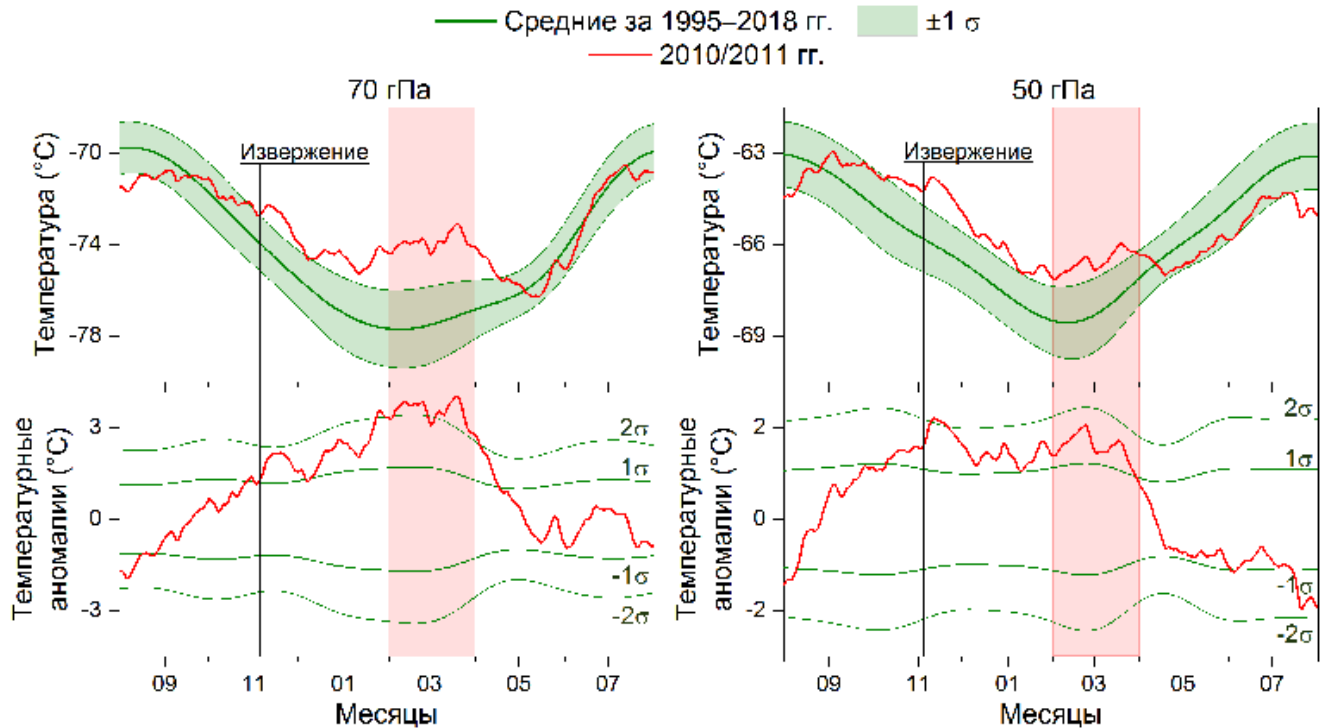 Средние за 1995–2018 гг. ±1 σ
2010/2011 гг.
70 гПа
50 гПа
Температура (°C)
-70
-74
-78
Извержение
Температура (°C)
-63
-66
-69
Извержение
Температурные
аномалии (°C)
3
0
-3
2σ
1σ
-1σ
-2σ
Температурные
аномалии (°C)
2
0
-2
2σ
1σ
-1σ
-2σ
09 11 01 03 05 07
Месяцы
09 11 01 03 05 07
Месяцы